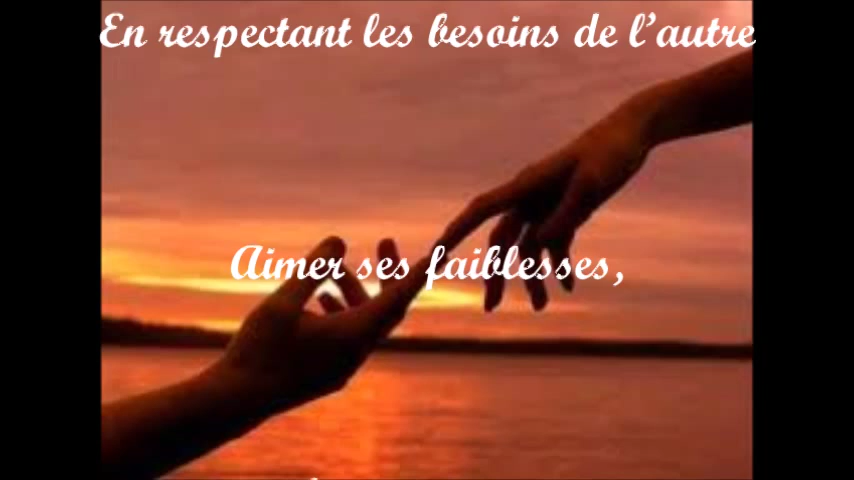 En respectant les besoins de l'autre
Aimer ses faiblesses,